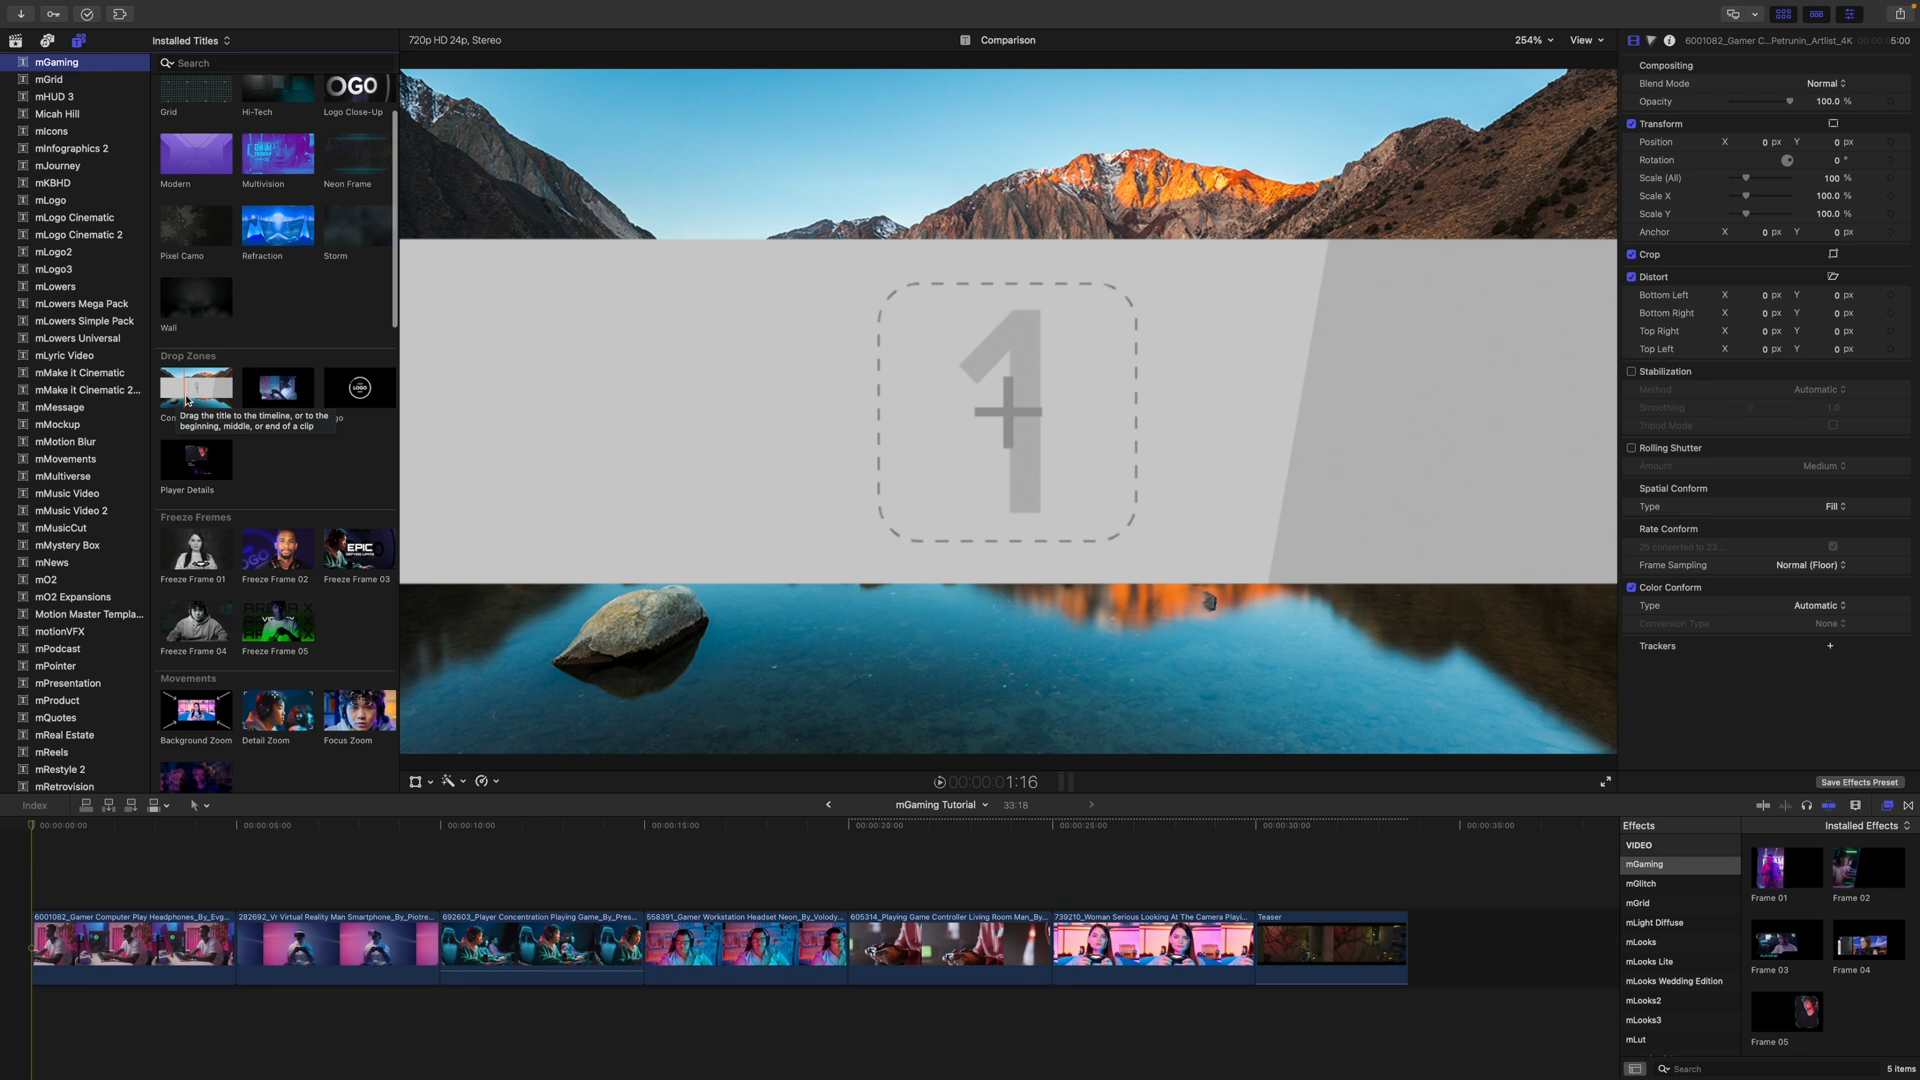 Installed Titles
720p HD 24p, Stereo
Comparison
254%
View
6001082_Gamer C...Petrunin_Artlist_4K
00:00:05:00
mGaming
mGrid
mHUD 3
Micah Hill
mIcons
mInfographics 2
mJourney
mKBHD
mLogo
mLogo Cinematic
mLogo Cinematic 2
mLogo2
mLogo3
mLowers
mLowers Mega Pack
mLowers Simple Pack
mLowers Universal
mLyric Video
mMake it Cinematic
mMake it Cinematic 2...
mMessage
mMockup
mMotion Blur
mMovements
mMultiverse
mMusic Video
mMusic Video 2
mMusicCut
mMystery Box
mNews
mO2
mO2 Expansions
Motion Master Templa...
motionVFX
mPodcast
mPointer
mPresentation
mProduct
mQuotes
mReal Estate
mReels
mRestyle 2
mRetrovision
Search
OGO
Grid
Hi-Tech
Logo Close-Up
Modern
Multivision
Neon Frame
Pixel Camo
Refraction
Storm
Wall
Drop Zones
LOGO
Con
go
Drag the title to the timeline, or to the
beginning, middle, or end of a clip
Player Details
Freeze Fremes
EPIC
Freeze Frame 01
Freeze Frame 02
Freeze Frame 03
Freeze Frame 04
Freeze Frame 05
Movements
Background Zoom
Detail Zoom
Focus Zoom
1
00:00:01:16
Compositing
Blend Mode
Normal
Opacity
100.0 %
Transform
Position
X 0 px Y 0 px
Rotation
0 °
Scale (All)
100 %
Scale X
100.0 %
Scale Y
100.0 %
Anchor
X 0 px Y 0 px
Crop
Distort
Bottom Left
X 0 px Y 0 px
Bottom Right
X 0 px Y 0 px
Top Right
X 0 px Y 0 px
Top Left
X 0 px Y 0 px
Stabilization
Method
Automatic
Smoothing
1.0
Tripod Mode
Rolling Shutter
Amount
Medium
Spatial Conform
Type
Fill
Rate Conform
25 converted to 23...
Frame Sampling
Normal (Floor)
Color Conform
Type
Automatic
Conversion Type
None
Trackers
Save Effects Preset
Index
mGaming Tutorial
33:18
00:00:00:00
00:00:05:00
00:00:10:00
00:00:15:00
00:00:20:00
00:00:25:00
00:00:30:00
00:00:35:00
6001082_Gamer Computer Play Headphones_By_Evg...
282692_Vr Virtual Reality Man Smartphone_By_Piotre...
692603_Player Concentration Playing Game_By_Pres...
558391_Gamer Workstation Headset Neon_By_Volody...
605314_Playing Game Controller Living Room Man_By...
739210_Woman Serious Looking At The Camera Playi...
Teaser
Effects
Installed Effects
VIDEO
mGaming
mGlitch
mGrid
mLight Diffuse
mLooks
mLooks Lite
mLooks Wedding Edition
mLooks2
mLooks3
mLut
Frame 01
Frame 02
Frame 03
Frame 04
Frame 05
Search
5 items